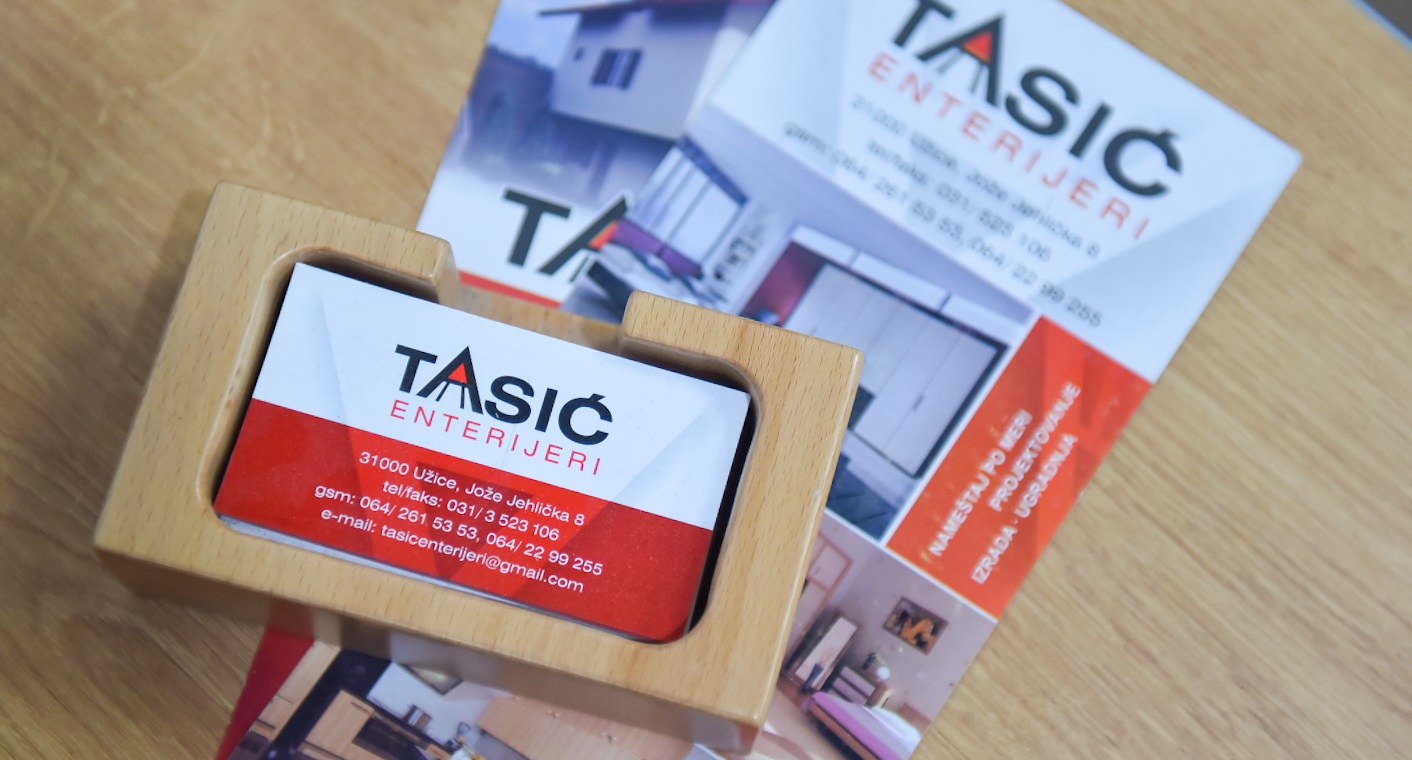 TASIĆ
ENTERIJERI
31000 Užice, Jože Jehlička 8
tel/faks: 031/ 525 106
gsm: 064/ 261 53 53, 064/ 22 99 255
NAMEŠTAJ PO MERI
PROJEKTOVANJE
IZRADA - UGRADNJA
TA
TASIĆ
ENTERIJERI
31000 Užice, Jože Jehlička 8
tel/faks: 031/ 3 523 106
gsm: 064/ 261 53 53, 064/ 22 99 255
e-mail: tasicenterijeri@gmail.com